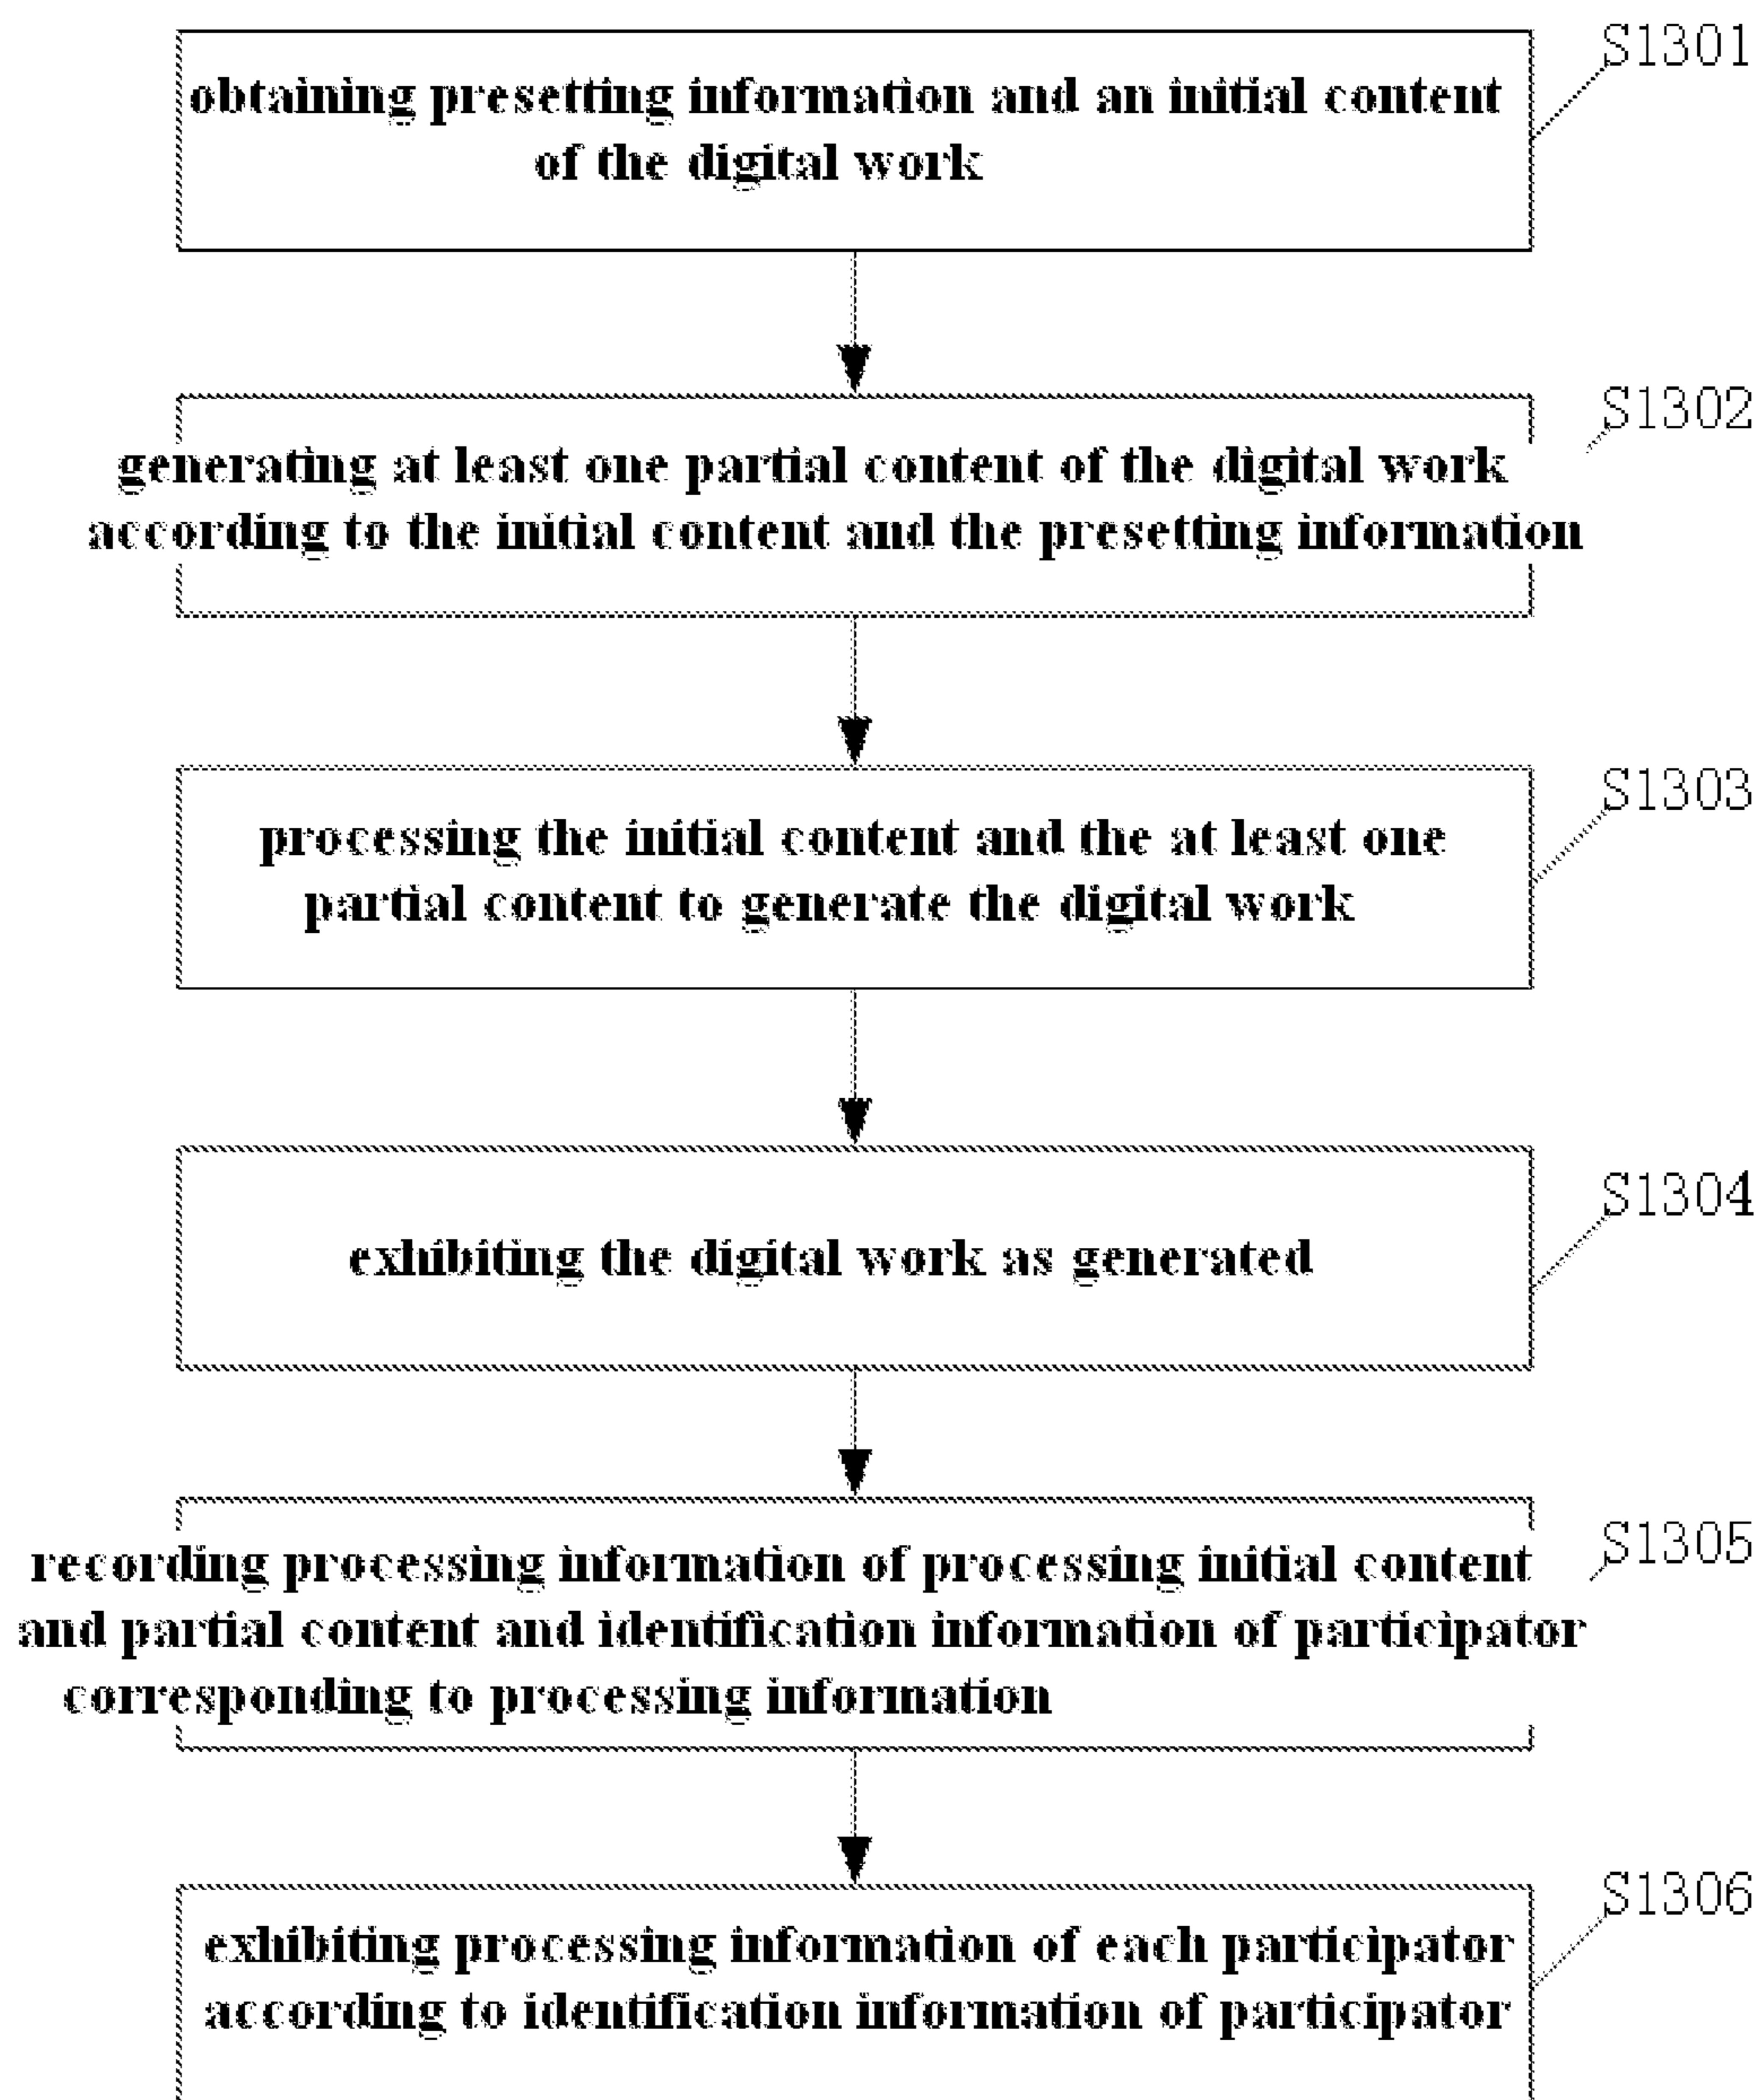 S1301
obtaining presetting information and an initial content
of the digital work
S1302
generating at least one partial content of the digital work
according to the initial content and the presetting information
S1303
processing the initial content and the at least one
partial content to generate the digital work
S1304
exhibiting the digital work as generated
S1305
recording processing information of processing initial content
and partial content and identification information of participator
corresponding to processing information
S1306
exhibiting processing information of each participator
according to identification information of participator